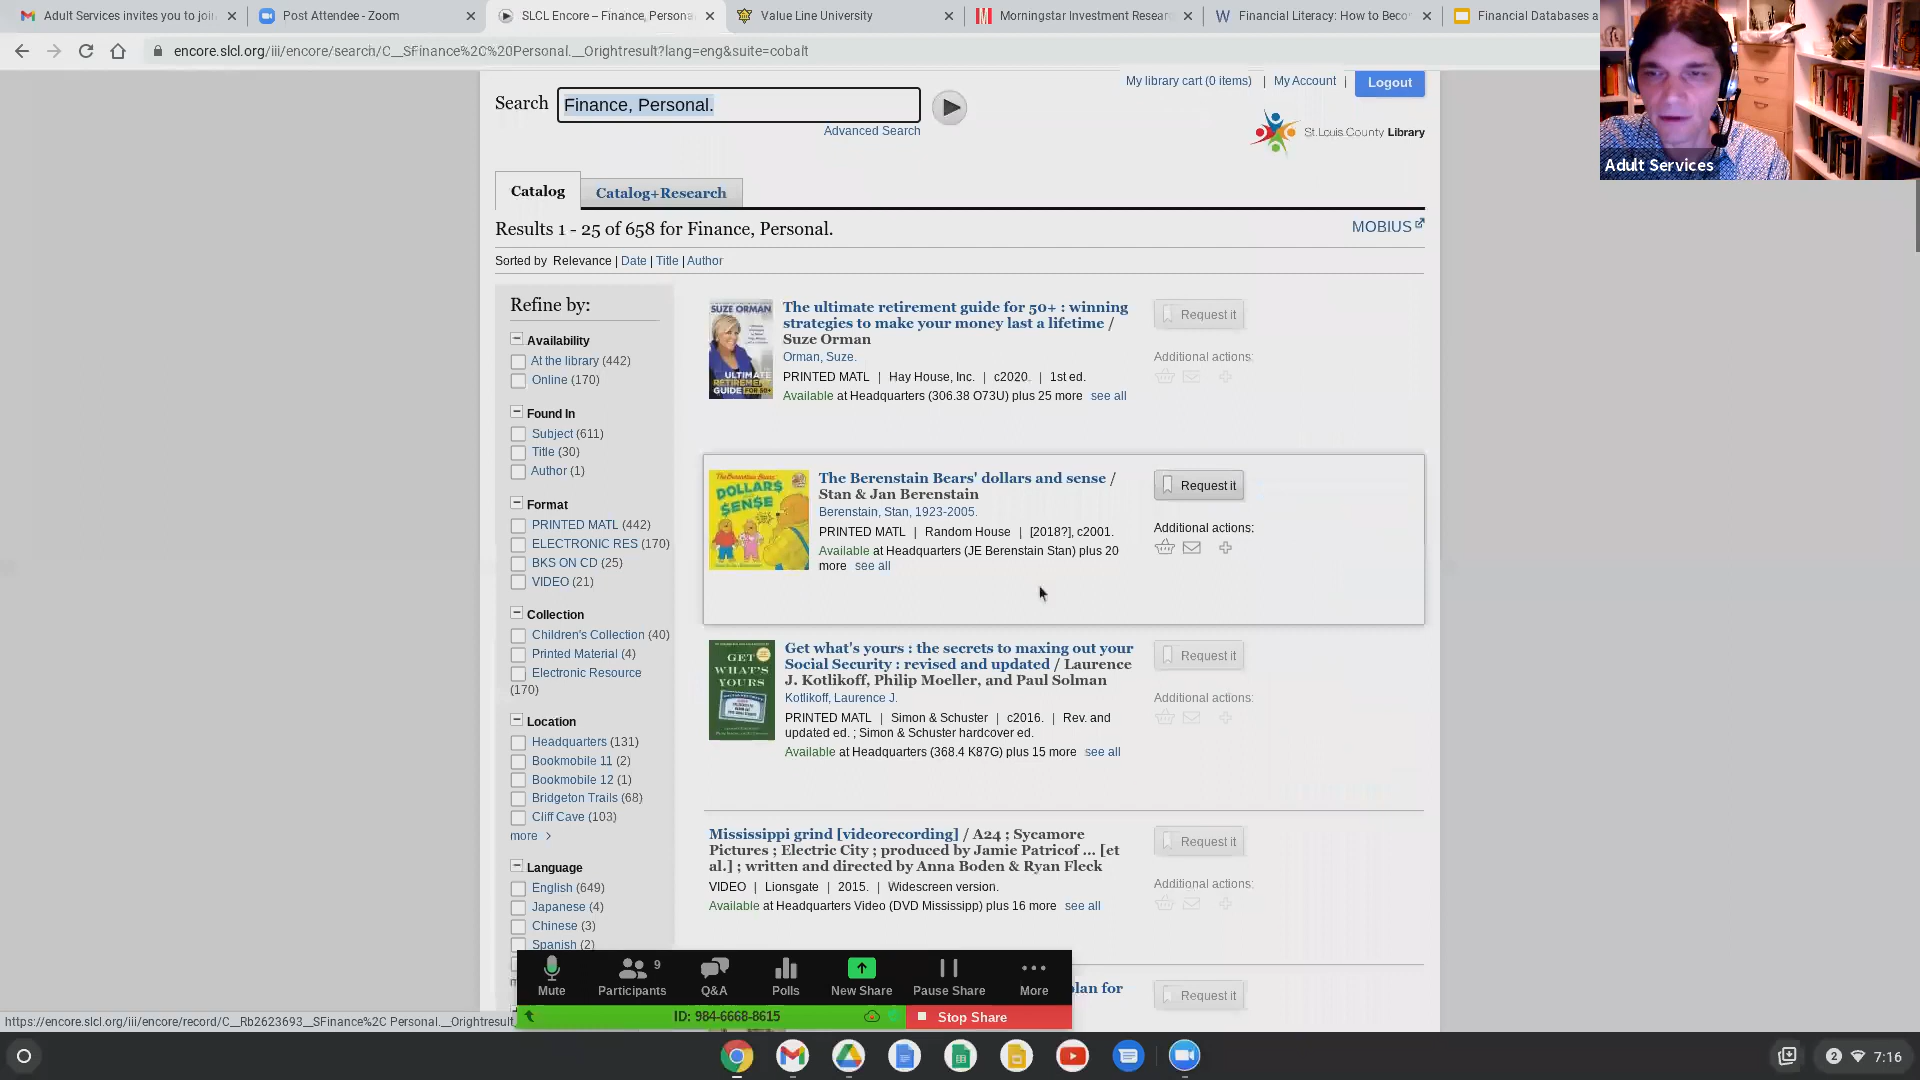 Adult Services invites you to joi
Post Attendee - Zoom
SLCL Encore – Finance, Persona
Value Line University
Morningstar Investment Resear
Financial Literacy: How to Beco
Financial Databases a
encore.slcl.org/iii/encore/search/C__SFinance%2C%20Personal.__Orightresult?lang=eng&suite=cobalt
My library cart (0 items) | My Account | Logout
Search Finance, Personal.
Advanced Search
St. Louis County Library
Adult Services
Catalog Catalog+Research
Results 1 - 25 of 658 for Finance, Personal.
MOBIUS
Sorted by Relevance | Date | Title | Author
Refine by:
Availability
At the library (442)
Online (170)
Found In
Subject (611)
Title (30)
Author (1)
Format
PRINTED MATL (442)
ELECTRONIC RES (170)
BKS ON CD (25)
VIDEO (21)
Collection
Children's Collection (40)
Printed Material (4)
Electronic Resource
(170)
Location
Headquarters (131)
Bookmobile 11 (2)
Bookmobile 12 (1)
Bridgeton Trails (68)
Cliff Cave (103)
more >
Language
English (649)
Japanese (4)
Chinese (3)
Spanish (2)
SUZE ORMAN
ULTIMATE
RETIREMENT
GUIDE FOR 50+
The ultimate retirement guide for 50+ : winning
strategies to make your money last a lifetime /
Suze Orman
Orman, Suze.
PRINTED MATL | Hay House, Inc. | c2020. | 1st ed.
Available at Headquarters (306.38 O73U) plus 25 more see all
Request it
Additional actions:
The Berenstain Bears'
DOLLARS
and
SENSE
The Berenstain Bears' dollars and sense /
Stan & Jan Berenstain
Berenstain, Stan, 1923-2005.
PRINTED MATL | Random House | [2018?], c2001.
Available at Headquarters (JE Berenstain Stan) plus 20
more see all
Request it
Additional actions:
GET
WHAT'S
YOURS
Get what's yours : the secrets to maxing out your
Social Security : revised and updated / Laurence
J. Kotlikoff, Philip Moeller, and Paul Solman
Kotlikoff, Laurence J.
PRINTED MATL | Simon & Schuster | c2016. | Rev. and
updated ed. ; Simon & Schuster hardcover ed.
Available at Headquarters (368.4 K87G) plus 15 more see all
Request it
Additional actions:
Mississippi grind [videorecording] / A24 ; Sycamore
Pictures ; Electric City ; produced by Jamie Patricof ... [et
al.] ; written and directed by Anna Boden & Ryan Fleck
VIDEO | Lionsgate | 2015. | Widescreen version.
Available at Headquarters Video (DVD Mississipp) plus 16 more see all
Request it
Additional actions:
plan for
Request it
9
Mute Participants Q&A Polls New Share Pause Share More
ID: 984-6668-8615 Stop Share
https://encore.slcl.org/iii/encore/record/C__Rb2623693__SFinance%2C Personal.__Orightresult
2 7:16